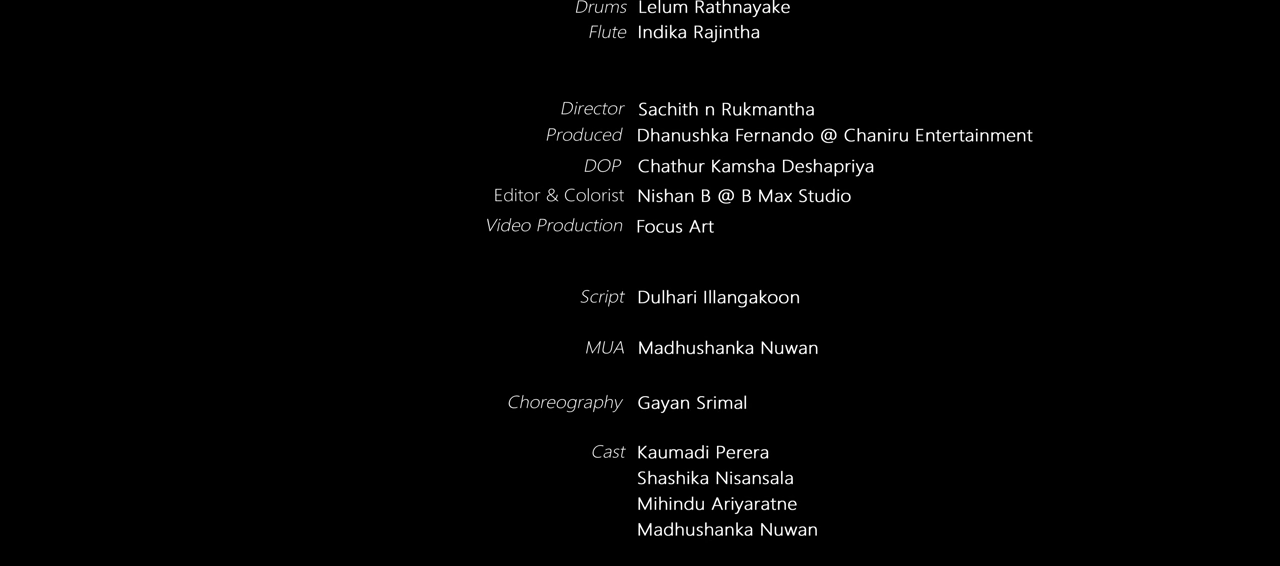 Drums Lelum Rathnayake
Flute Indika Rajintha
Director Sachith n Rukmantha
Produced Dhanushka Fernando @ Chaniru Entertainment
DOP Chathur Kamsha Deshapriya
Editor & Colorist Nishan B @ B Max Studio
Video Production Focus Art
Script Dulhari Illangakoon
MUA Madhushanka Nuwan
Choreography Gayan Srimal
Cast Kaumadi Perera
Shashika Nisansala
Mihindu Ariyaratne
Madhushanka Nuwan